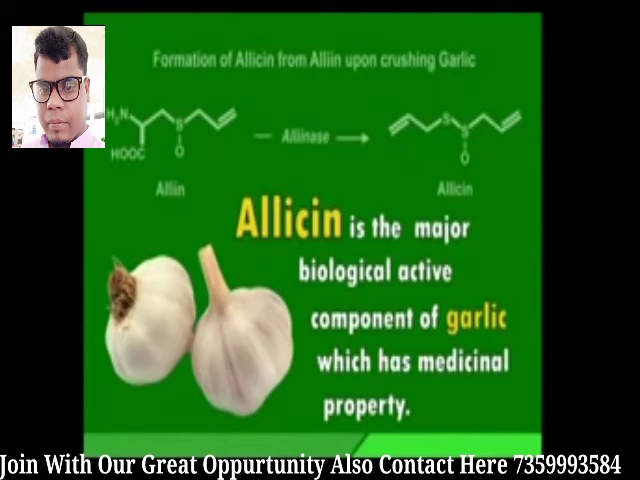 Formation of Allicin from Alliin upon crushing Garlic
H₂N
S
S
S
Alliinase
HOOC
O
O
Alliin
Allicin
Allicin is the major
biological active
component of garlic
which has medicinal
property.
Join With Our Great Oppurtunity Also Contact Here 7359993584